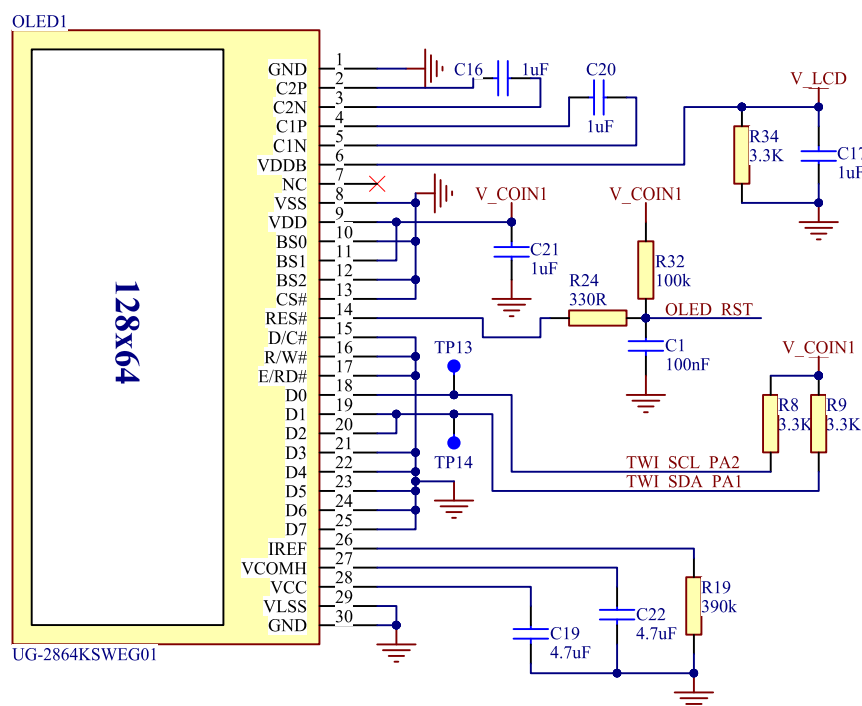 OLED1
128x64
UG-2864KSWEG01
GND 1
C2P 2
C2N 3
C1P 4
C1N 5
VDDB 6
NC 7
VSS 8
VDD 9
BS0 10
BS1 11
BS2 12
CS# 13
RES# 14
D/C# 15
R/W# 16
E/RD# 17
D0 18
D1 19
D2 20
D3 21
D4 22
D5 23
D6 24
D7 25
IREF 26
VCOMH 27
VCC 28
VLSS 29
GND 30
C16 1uF
C20
1uF
V_LCD
R34
3.3K
C17
1uF
V_COIN1
C21
1uF
V_COIN1
R32
100k
R24
330R
OLED_RST
C1
100nF
TP13
TP14
V_COIN1
R8
3.3K
R9
3.3K
TWI_SCL_PA2
TWI_SDA_PA1
R19
390k
C22
4.7uF
C19
4.7uF